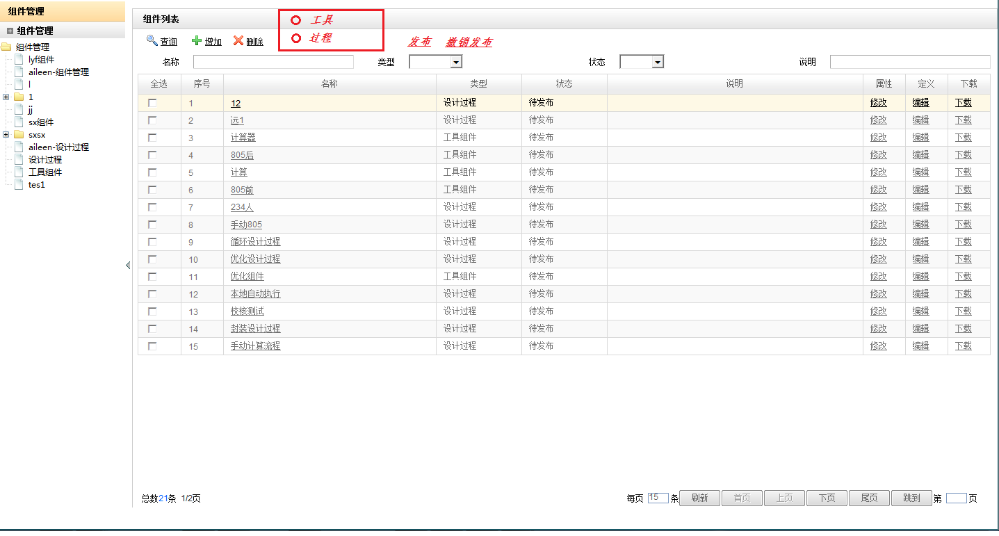 组件管理
组件管理
组件管理
lyf组件
aileen-组件管理
l
1
jj
sx组件
sxsx
aileen-设计过程
设计过程
工具组件
tes1
组件列表
工具
过程
查询 增加 删除 发布 撤销发布
名称 类型 状态 说明
全选 序号 名称 类型 状态 说明 属性 定义 下载
1 12 设计过程 待发布 修改 编辑 下载
2 远1 设计过程 待发布 修改 编辑 下载
3 计算器 工具组件 待发布 修改 编辑 下载
4 805后 工具组件 待发布 修改 编辑 下载
5 计算 工具组件 待发布 修改 编辑 下载
6 805前 工具组件 待发布 修改 编辑 下载
7 234人 设计过程 待发布 修改 编辑 下载
8 手动805 设计过程 待发布 修改 编辑 下载
9 循环设计过程 设计过程 待发布 修改 编辑 下载
10 优化设计过程 设计过程 待发布 修改 编辑 下载
11 优化组件 工具组件 待发布 修改 编辑 下载
12 本地自动执行 设计过程 待发布 修改 编辑 下载
13 校核测试 设计过程 待发布 修改 编辑 下载
14 封装设计过程 设计过程 待发布 修改 编辑 下载
15 手动计算流程 设计过程 待发布 修改 编辑 下载
总数21条 1/2页 每页 15 条 刷新 首页 上页 下页 尾页 跳到 第 页